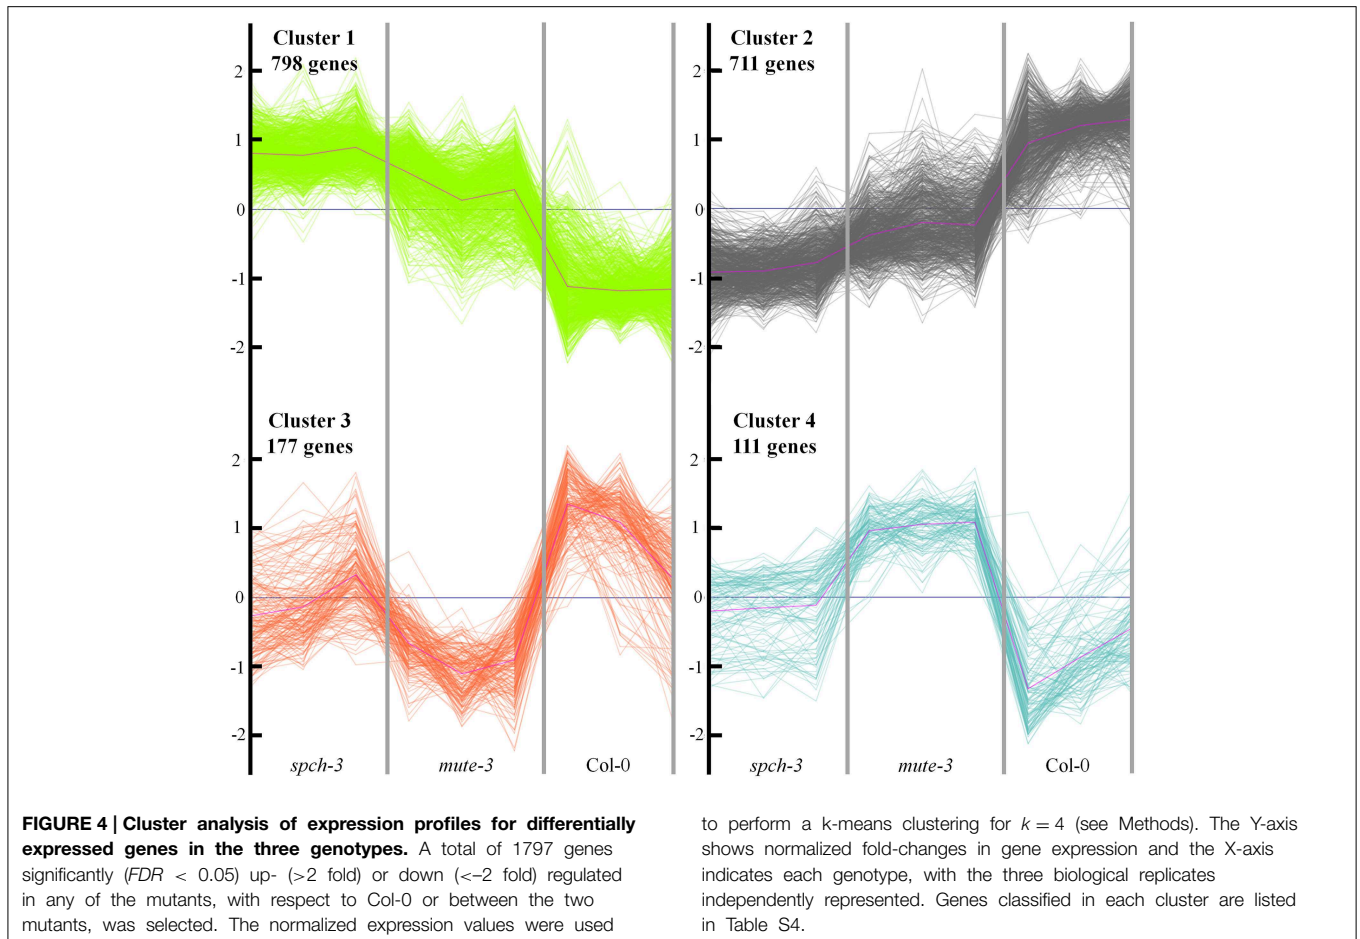 Cluster 1
798 genes
2
1
0
-1
-2
Cluster 2
711 genes
2
1
0
-1
-2
Cluster 3
177 genes
2
1
0
-1
-2
spch-3 mute-3 Col-0
Cluster 4
111 genes
2
1
0
-1
-2
spch-3 mute-3 Col-0
FIGURE 4 | Cluster analysis of expression profiles for differentially
expressed genes in the three genotypes. A total of 1797 genes
significantly (FDR < 0.05) up- (>2 fold) or down (<–2 fold) regulated
in any of the mutants, with respect to Col-0 or between the two
mutants, was selected. The normalized expression values were used
to perform a k-means clustering for k = 4 (see Methods). The Y-axis
shows normalized fold-changes in gene expression and the X-axis
indicates each genotype, with the three biological replicates
independently represented. Genes classified in each cluster are listed
in Table S4.